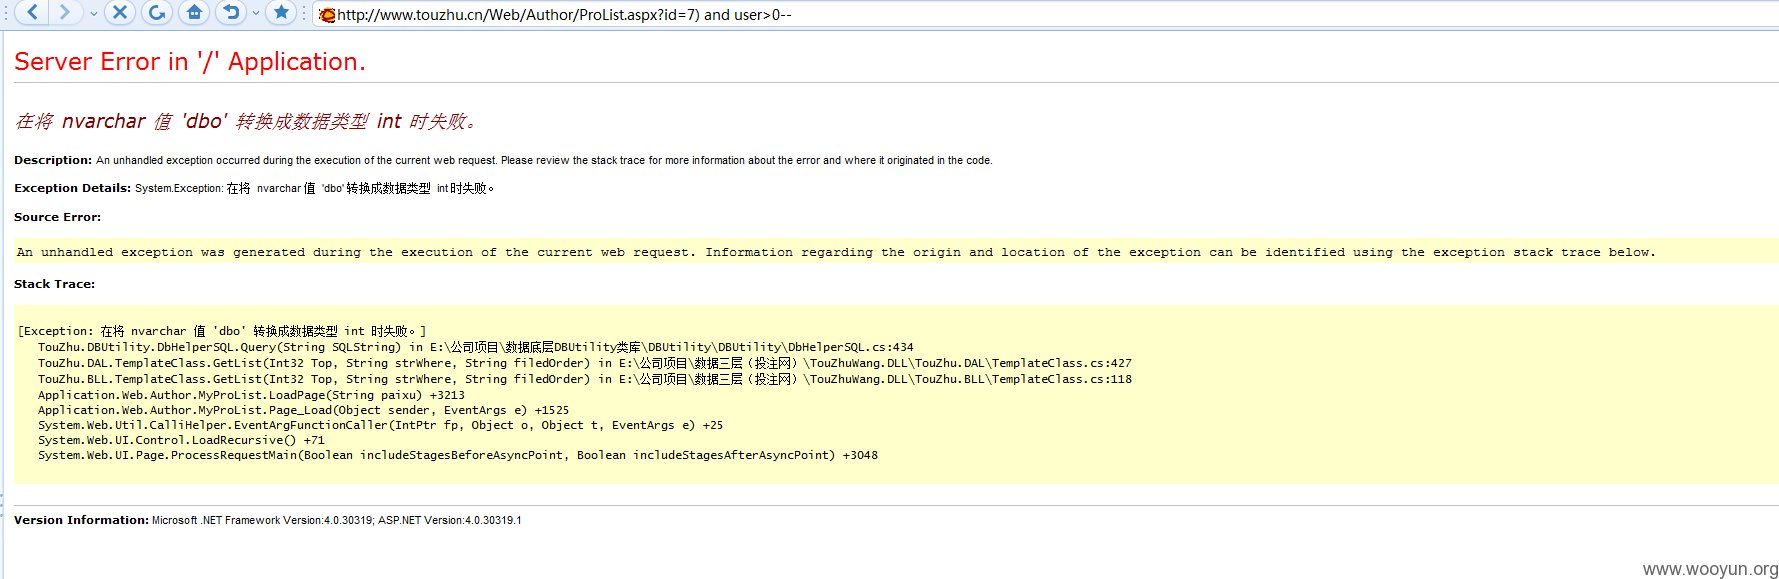 http://www.touzhu.cn/Web/Author/ProList.aspx?id=7) and user>0--
Server Error in '/' Application.
在将 nvarchar 值 'dbo' 转换成数据类型 int 时失败。
Description: An unhandled exception occurred during the execution of the current web request. Please review the stack trace for more information about the error and where it originated in the code.
Exception Details: System.Exception: 在将 nvarchar 值 'dbo' 转换成数据类型 int 时失败。
Source Error:
An unhandled exception was generated during the execution of the current web request. Information regarding the origin and location of the exception can be identified using the exception stack trace below.
Stack Trace:
[Exception: 在将 nvarchar 值 'dbo' 转换成数据类型 int 时失败。]
TouZhu.DBUtility.DbHelperSQL.Query(String SQLString) in E:\公司项目\数据底层DBUtility类库\DBUtility\DBUtility\DbHelperSQL.cs:434
TouZhu.DAL.TemplateClass.GetList(Int32 Top, String strWhere, String filedOrder) in E:\公司项目\数据三层（投注网）\TouZhuWang.DLL\TouZhu.DAL\TemplateClass.cs:427
TouZhu.BLL.TemplateClass.GetList(Int32 Top, String strWhere, String filedOrder) in E:\公司项目\数据三层（投注网）\TouZhuWang.DLL\TouZhu.BLL\TemplateClass.cs:118
Application.Web.Author.MyProList.LoadPage(String paixu) +3213
Application.Web.Author.MyProList.Page_Load(Object sender, EventArgs e) +1525
System.Web.Util.CalliHelper.EventArgFunctionCaller(IntPtr fp, Object o, Object t, EventArgs e) +25
System.Web.UI.Control.LoadRecursive() +71
System.Web.UI.Page.ProcessRequestMain(Boolean includeStagesBeforeAsyncPoint, Boolean includeStagesAfterAsyncPoint) +3048
Version Information: Microsoft .NET Framework Version:4.0.30319; ASP.NET Version:4.0.30319.1
www.wooyun.org